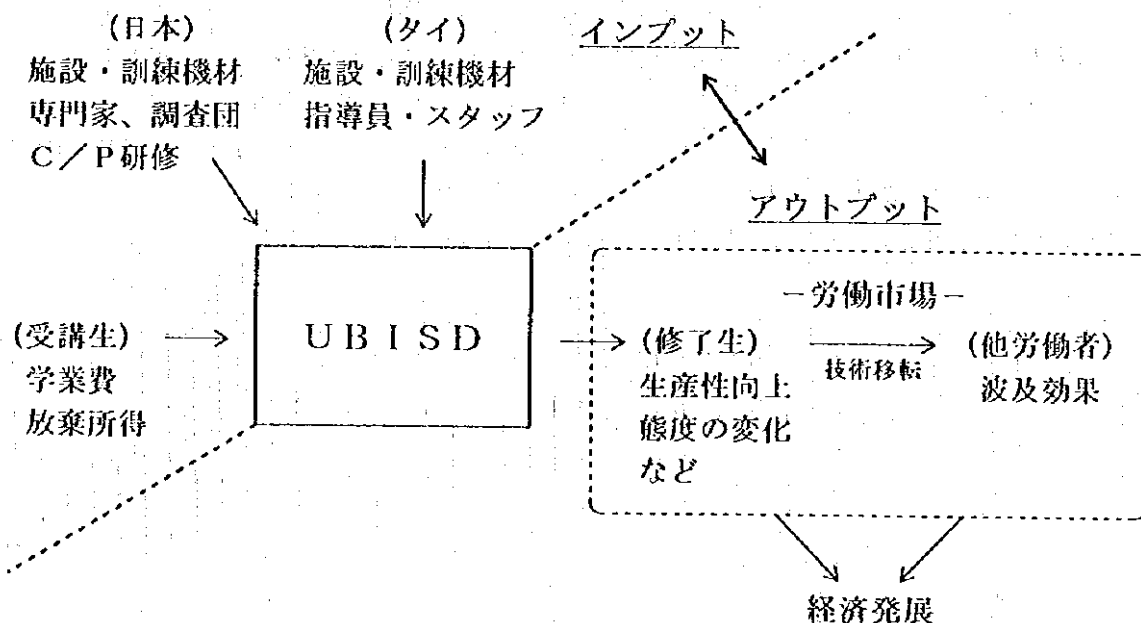 (日本)
施設・訓練機材
専門家、調査団
C/P研修
(タイ)
施設・訓練機材
指導員・スタッフ
インプット
アウトプット
(受講生)
学業費
放棄所得
UBISD
－労働市場－
(修了生)
生産性向上
態度の変化
など
技術移転
(他労働者)
波及効果
経済発展